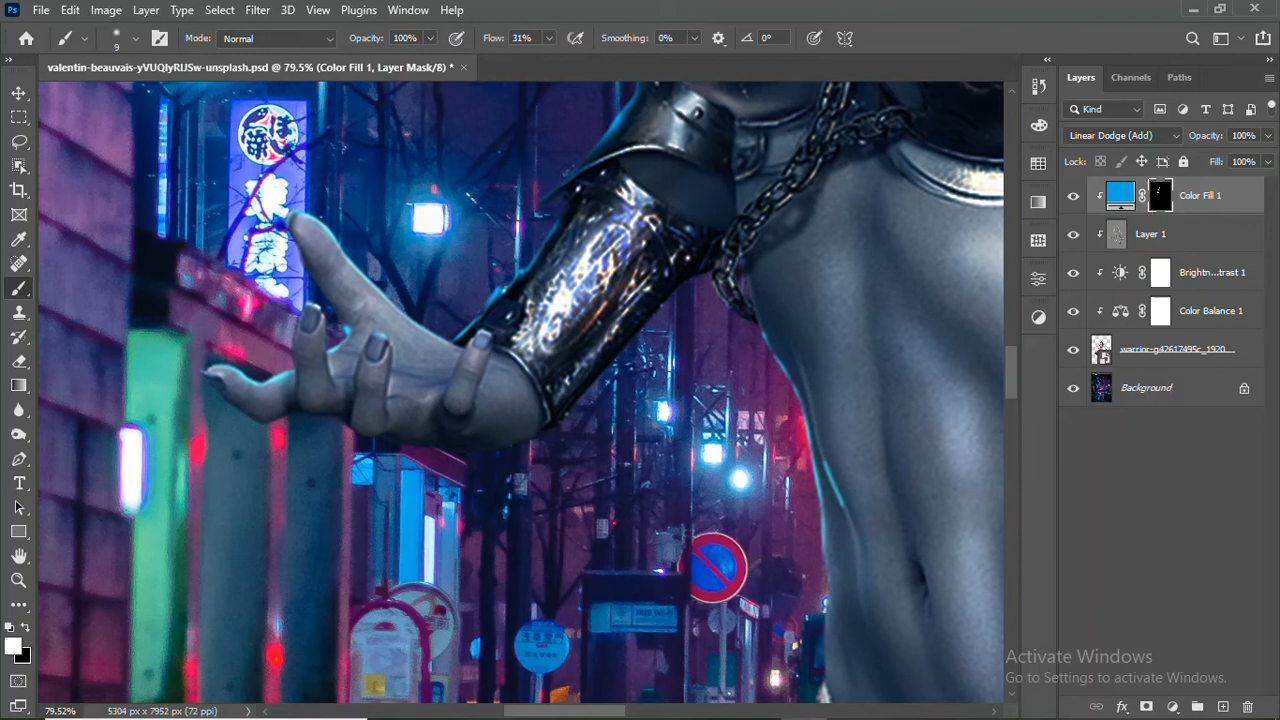 Ps File Edit Image Layer Type Select Filter 3D View Plugins Window Help
9 Mode: Normal Opacity: 100% Flow: 31% Smoothing: 0% 0°
valentin-beauvais-yVUQlyRlJSw-unsplash.psd @ 79.5% (Color Fill 1, Layer Mask/8) *
Layers Channels Paths
Kind
Linear Dodge (Add) Opacity: 100%
Lock: Fill: 100%
Color Fill 1
Layer 1
Brightn...trast 1
Color Balance 1
warrior-g42617495c_1920
Background
Activate Windows
Go to Settings to activate Windows.
79.52% 5304 px x 7952 px (72 ppi)